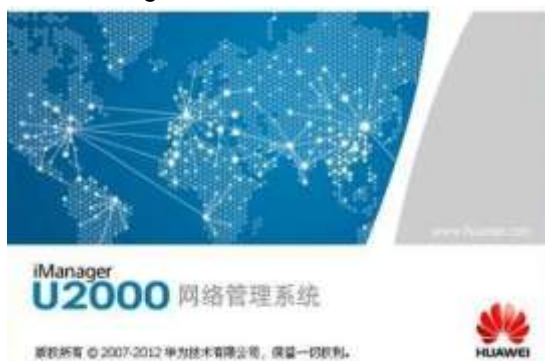 www.huawei.com
iManager
U2000 网络管理系统
版权所有 © 2007-2012 华为技术有限公司，保留一切权利。
HUAWEI